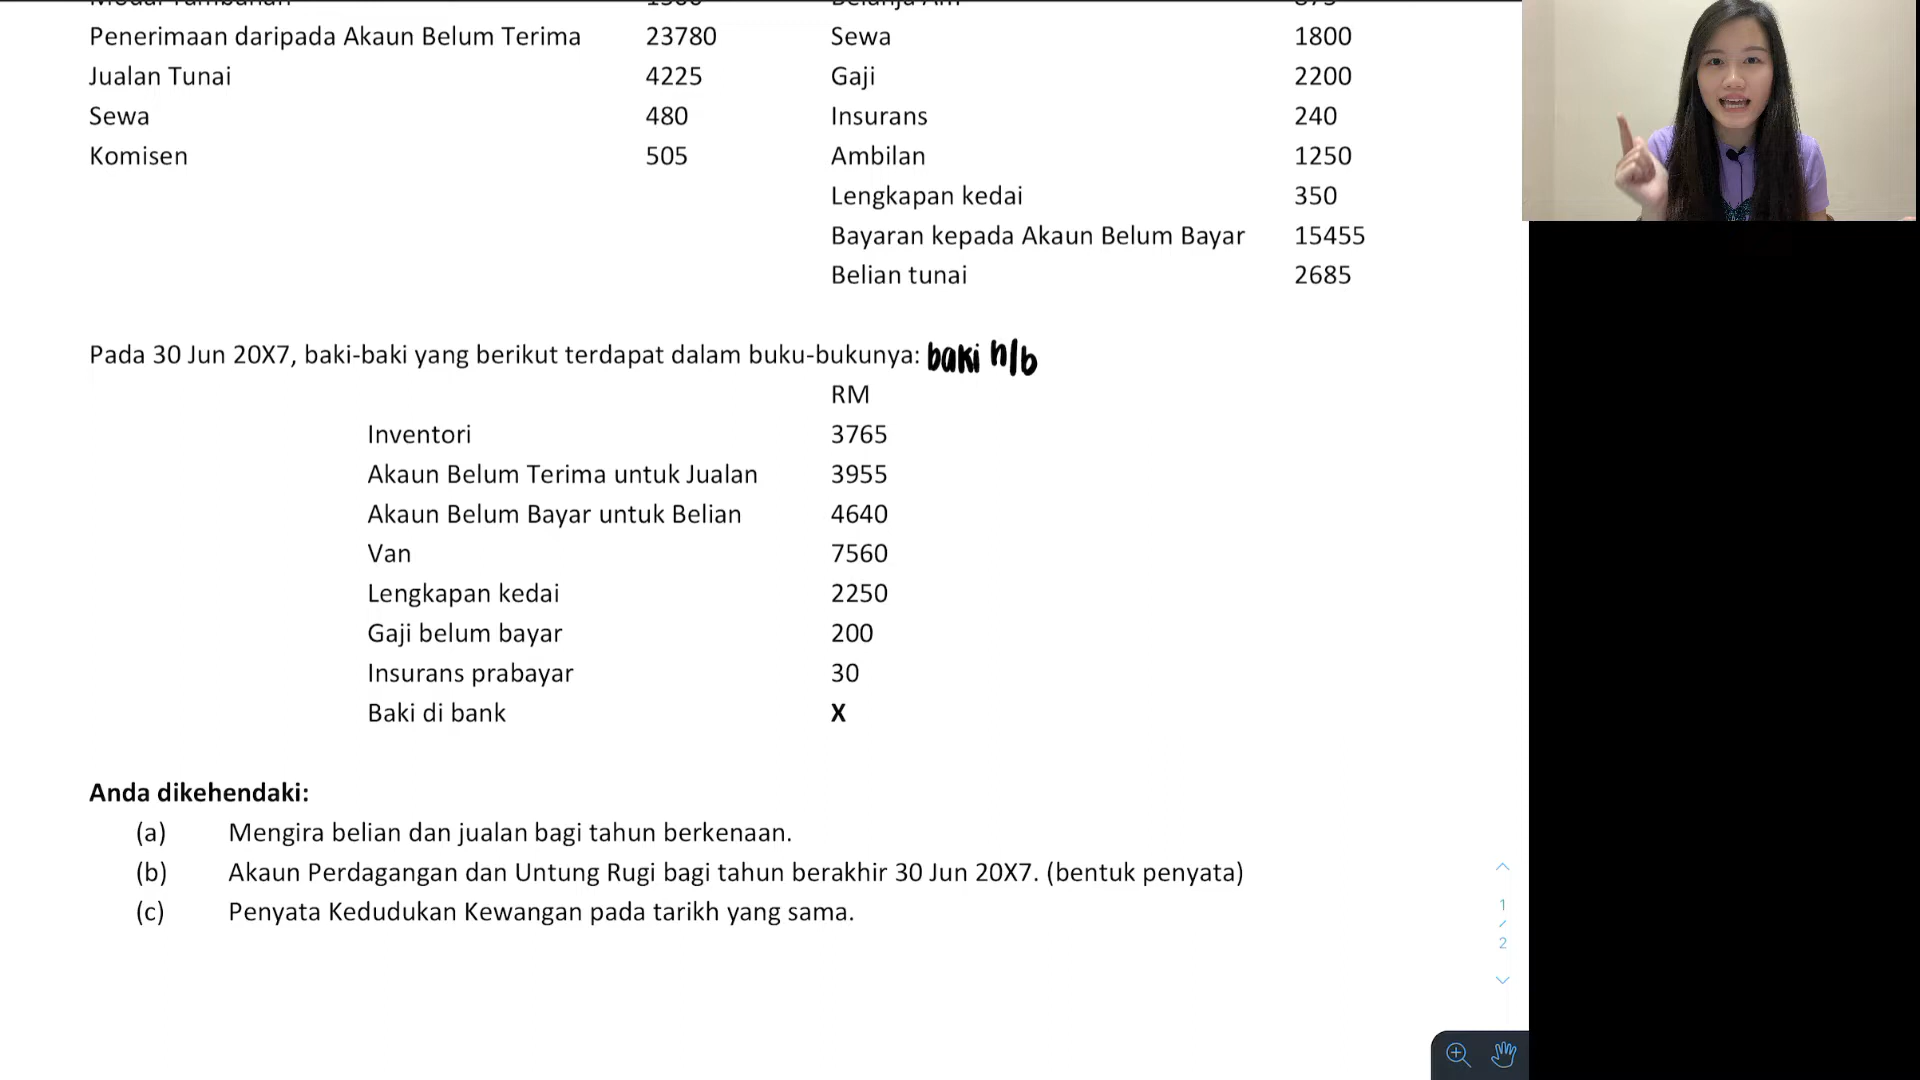 Penerimaan daripada Akaun Belum Terima 23780 Sewa 1800
Jualan Tunai 4225 Gaji 2200
Sewa 480 Insurans 240
Komisen 505 Ambilan 1250
Lengkapan kedai 350
Bayaran kepada Akaun Belum Bayar 15455
Belian tunai 2685
Pada 30 Jun 20X7, baki-baki yang berikut terdapat dalam buku-bukunya: baki h/b
RM
Inventori 3765
Akaun Belum Terima untuk Jualan 3955
Akaun Belum Bayar untuk Belian 4640
Van 7560
Lengkapan kedai 2250
Gaji belum bayar 200
Insurans prabayar 30
Baki di bank X
Anda dikehendaki:
(a) Mengira belian dan jualan bagi tahun berkenaan.
(b) Akaun Perdagangan dan Untung Rugi bagi tahun berakhir 30 Jun 20X7. (bentuk penyata)
(c) Penyata Kedudukan Kewangan pada tarikh yang sama.
1
/
2